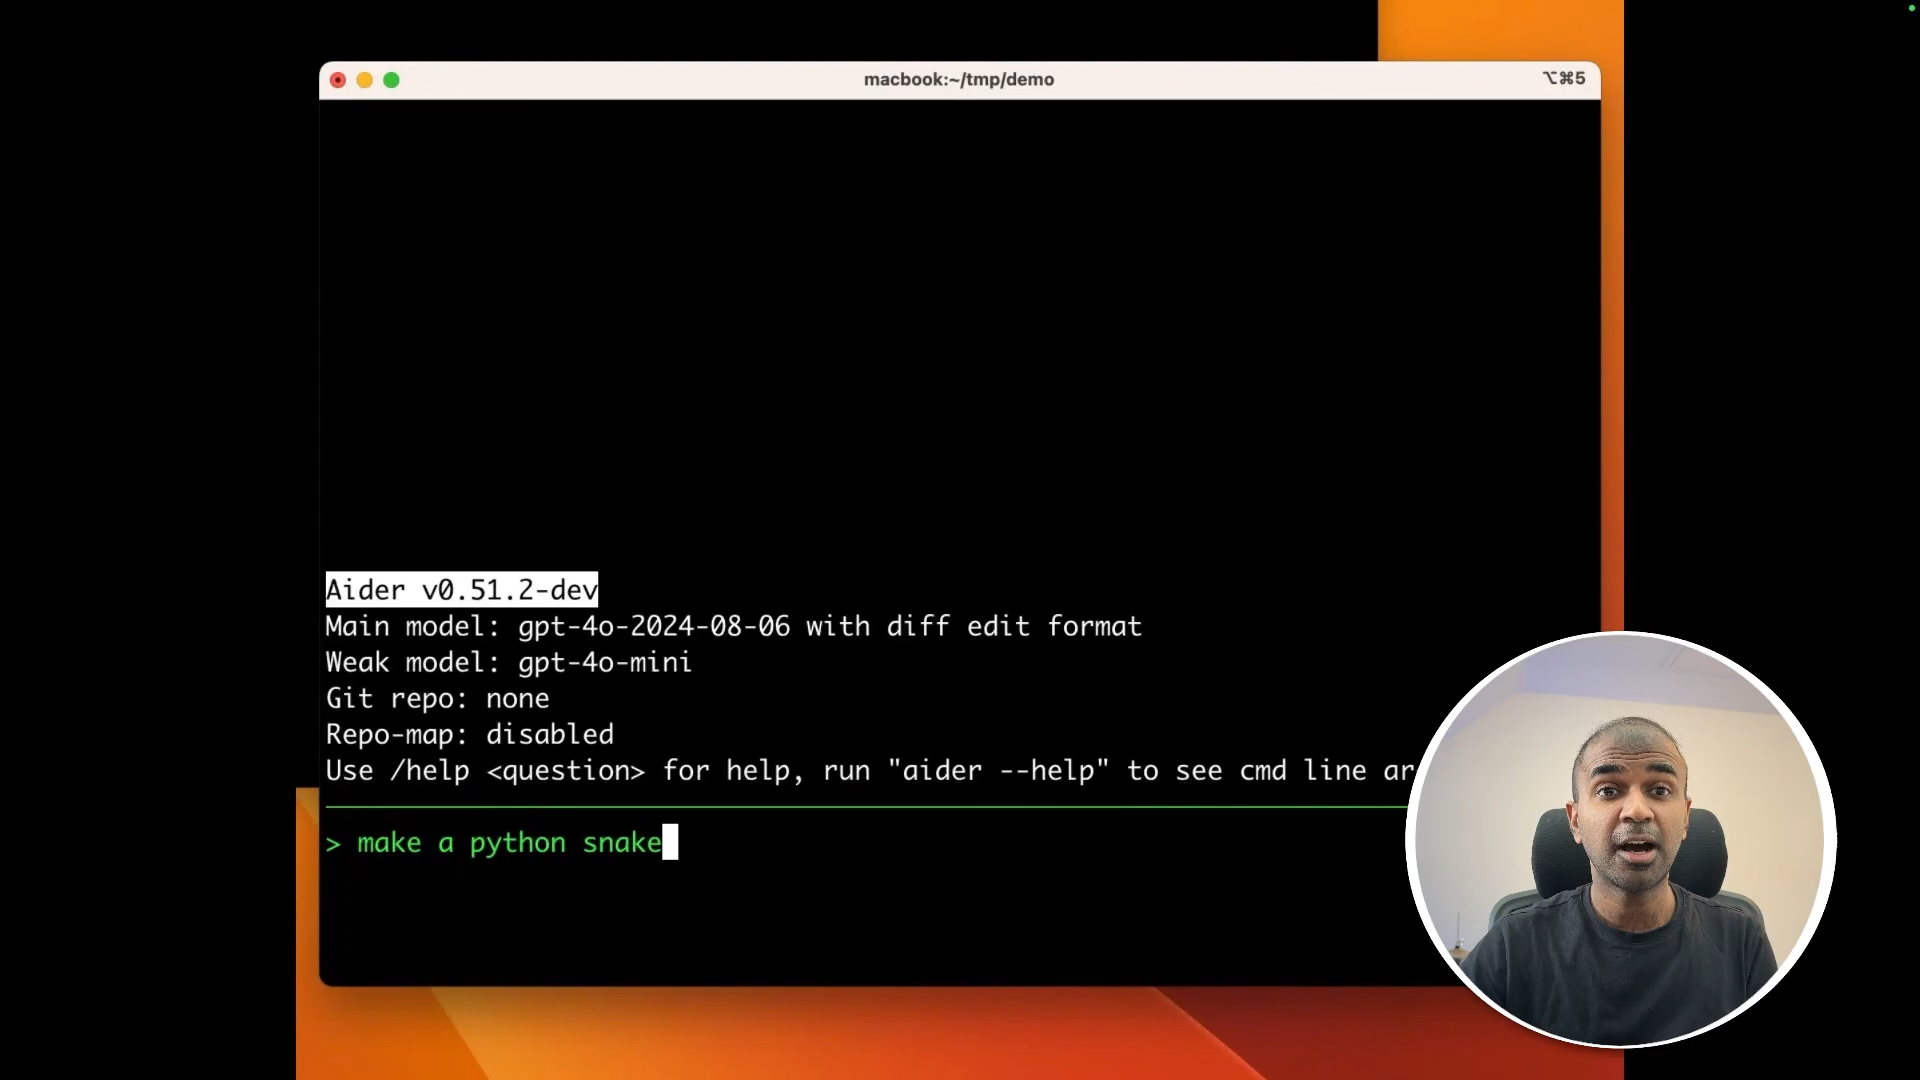 macbook:~/tmp/demo
⌥⌘5
Aider v0.51.2-dev
Main model: gpt-4o-2024-08-06 with diff edit format
Weak model: gpt-4o-mini
Git repo: none
Repo-map: disabled
Use /help <question> for help, run "aider --help" to see cmd line ar
> make a python snake